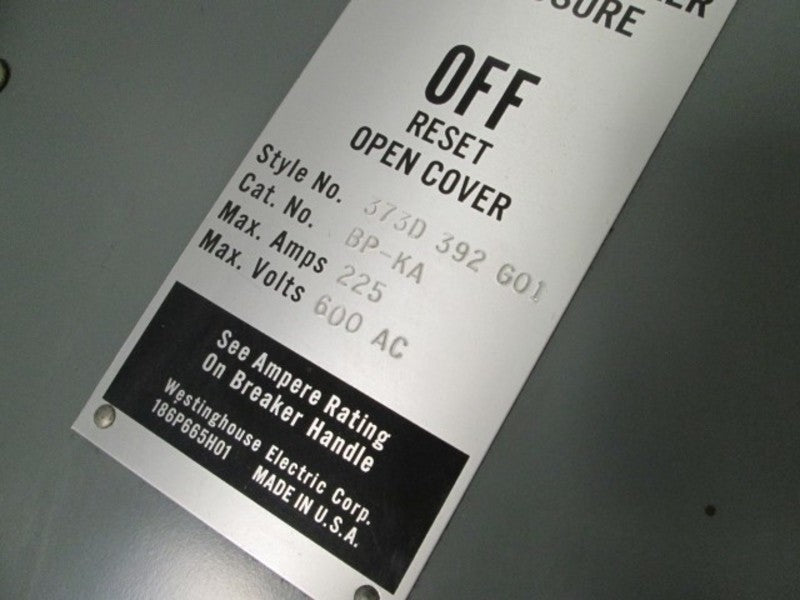 OFF
RESET
OPEN COVER
Style No. 373D 392 G01
Cat. No. BP-KA
Max. Amps 225
Max. Volts 600 AC
See Ampere Rating
On Breaker Handle
Westinghouse Electric Corp.
186P665H01 MADE IN U.S.A.